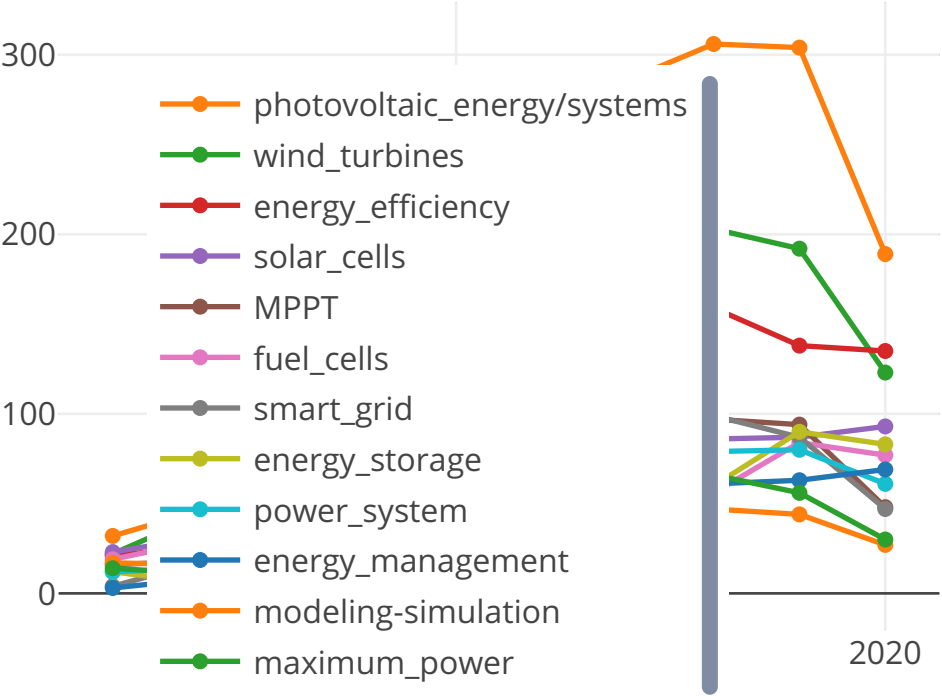 300
photovoltaic_energy/systems
wind_turbines
energy_efficiency
200
solar_cells
MPPT
fuel_cells
100
smart_grid
energy_storage
power_system
energy_management
0
modeling-simulation
2020
maximum_power